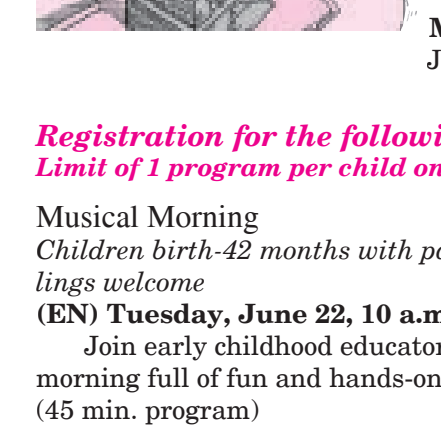 M
J
Registration for the followi
Limit of 1 program per child on
Musical Morning
Children birth-42 months with pa
lings welcome
(EN) Tuesday, June 22, 10 a.m
Join early childhood educator
morning full of fun and hands-on
(45 min. program)